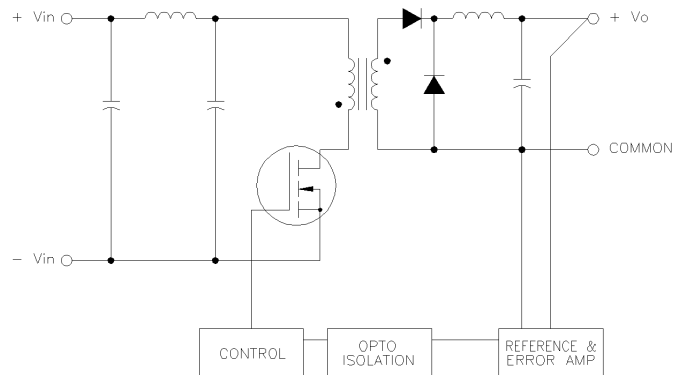 + Vin
+ Vo
COMMON
- Vin
CONTROL
OPTO
ISOLATION
REFERENCE &
ERROR AMP